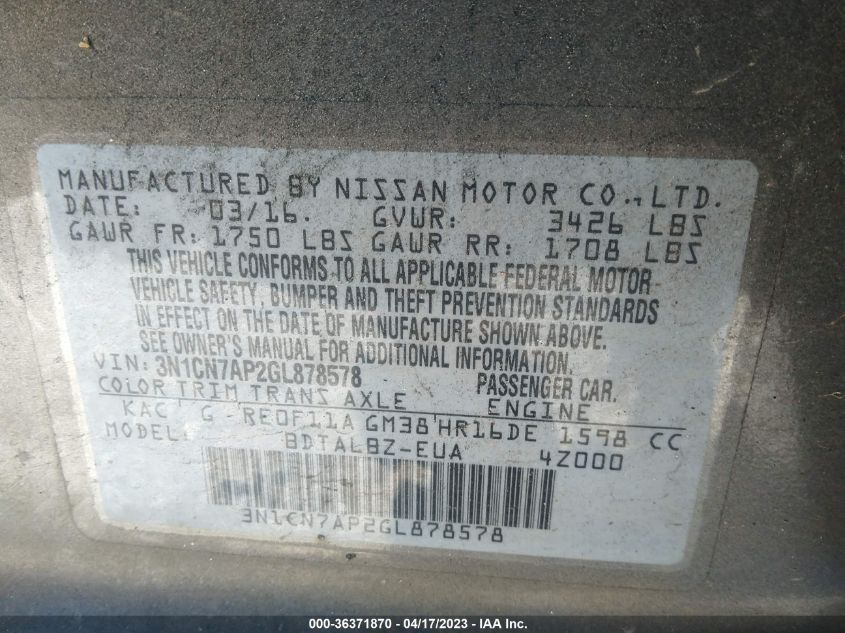 MANUFACTURED BY NISSAN MOTOR CO., LTD.
DATE: 03/16. GVWR: 3426 LBS
GAWR FR: 1750 LBS GAWR RR: 1708 LBS
THIS VEHICLE CONFORMS TO ALL APPLICABLE FEDERAL MOTOR
VEHICLE SAFETY, BUMPER AND THEFT PREVENTION STANDARDS
IN EFFECT ON THE DATE OF MANUFACTURE SHOWN ABOVE.
SEE OWNER'S MANUAL FOR ADDITIONAL INFORMATION.
VIN: 3N1CN7AP2GL878578 PASSENGER CAR.
COLOR TRIM TRANS AXLE ENGINE
KAC G RE0F11A GM38 HR16DE 1598 CC
MODEL: BDTALBZ-EUA 4Z000
3N1CN7AP2GL878578
000-36371870 - 04/17/2023 - IAAI.com